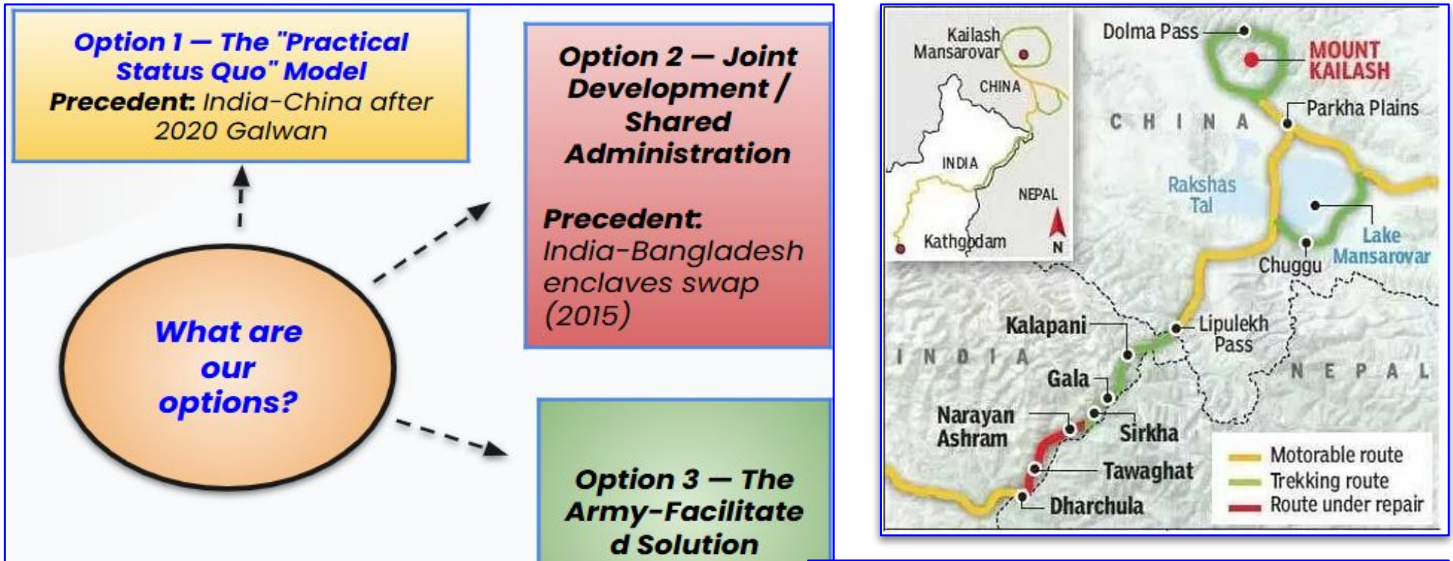 Option 1 — The "Practical
Status Quo" Model
Precedent: India-China after
2020 Galwan
Option 2 — Joint
Development /
Shared
Administration
Precedent:
India-Bangladesh
enclaves swap
(2015)
What are
our
options?
Option 3 — The
Army-Facilitate
d Solution
Kailash
Mansarovar
CHINA
INDIA
NEPAL
N
Kathgodam
Dolma Pass
MOUNT
KAILASH
Parkha Plains
CHINA
Rakshas
Tal
Lake
Mansarovar
Chuggu
Kalapani
Lipulekh
Pass
INDIA
NEPAL
Gala
Narayan
Ashram
Sirkha
Tawaghat
Dharchula
Motorable route
Trekking route
Route under repair